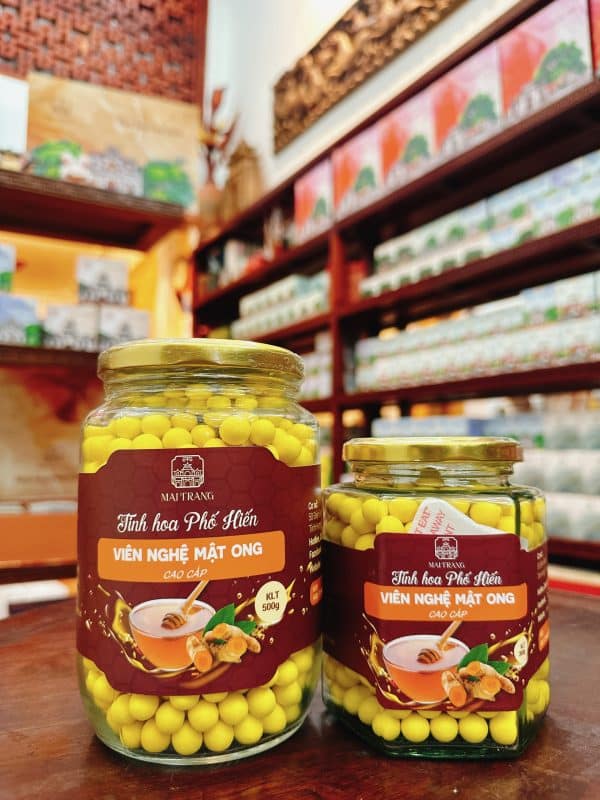 MAI TRANG
Tinh hoa Phố Hiến
VIÊN NGHỆ MẬT ONG
CAO CẤP
KLT
500g
MAI TRANG
Tinh hoa Phố Hiến
VIÊN NGHỆ MẬT ONG
CAO CẤP